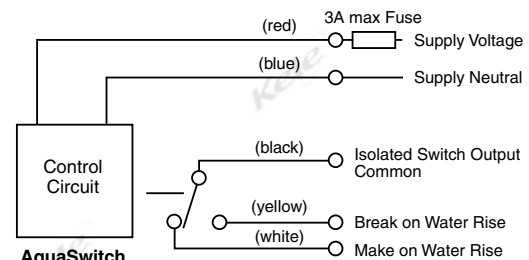 3A max Fuse
(red)
Supply Voltage
(blue)
Supply Neutral
Kele
Control
Circuit
(black)
Isolated Switch Output
Common
(yellow)
Break on Water Rise
(white)
Make on Water Rise
AquaSwitch